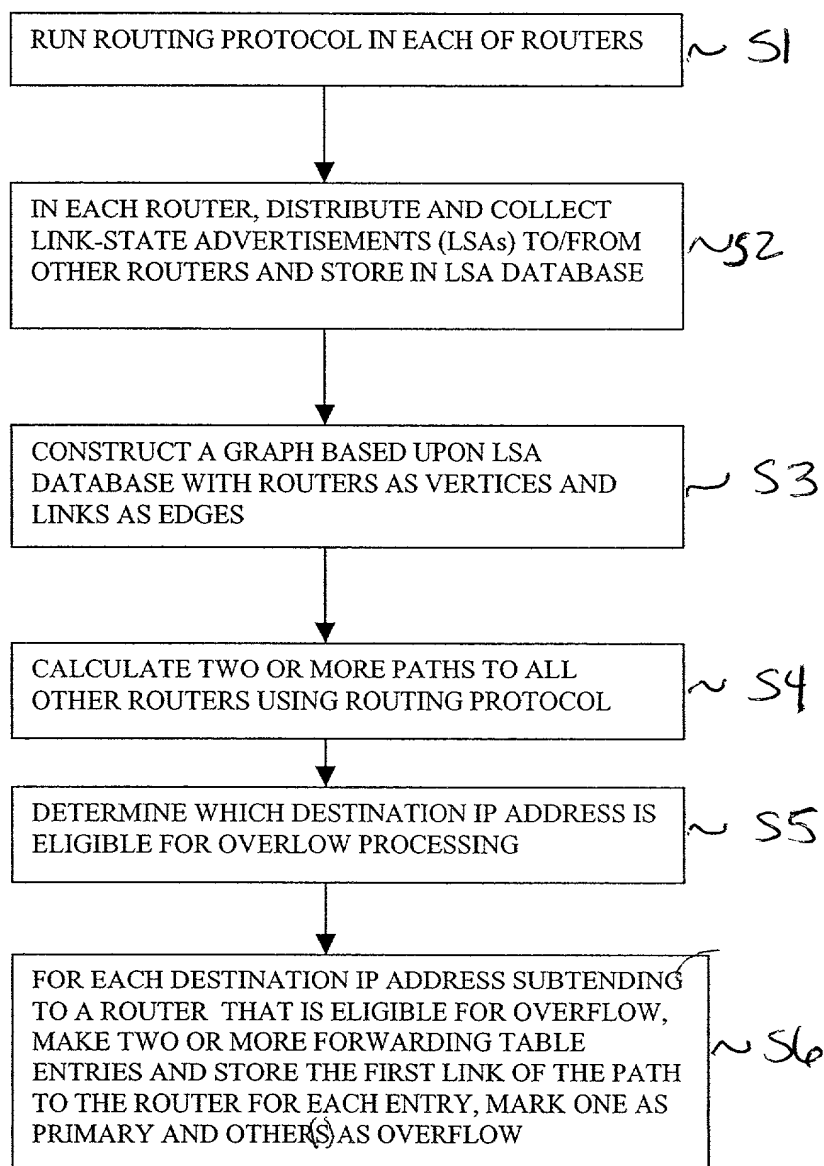 RUN ROUTING PROTOCOL IN EACH OF ROUTERS
~ S1
IN EACH ROUTER, DISTRIBUTE AND COLLECT
LINK-STATE ADVERTISEMENTS (LSAs) TO/FROM
OTHER ROUTERS AND STORE IN LSA DATABASE
~ S2
CONSTRUCT A GRAPH BASED UPON LSA
DATABASE WITH ROUTERS AS VERTICES AND
LINKS AS EDGES
~ S3
CALCULATE TWO OR MORE PATHS TO ALL
OTHER ROUTERS USING ROUTING PROTOCOL
~ S4
DETERMINE WHICH DESTINATION IP ADDRESS IS
ELIGIBLE FOR OVERLOW PROCESSING
~ S5
FOR EACH DESTINATION IP ADDRESS SUBTENDING
TO A ROUTER THAT IS ELIGIBLE FOR OVERFLOW,
MAKE TWO OR MORE FORWARDING TABLE
ENTRIES AND STORE THE FIRST LINK OF THE PATH
TO THE ROUTER FOR EACH ENTRY, MARK ONE AS
PRIMARY AND OTHER(S) AS OVERFLOW
~ S6